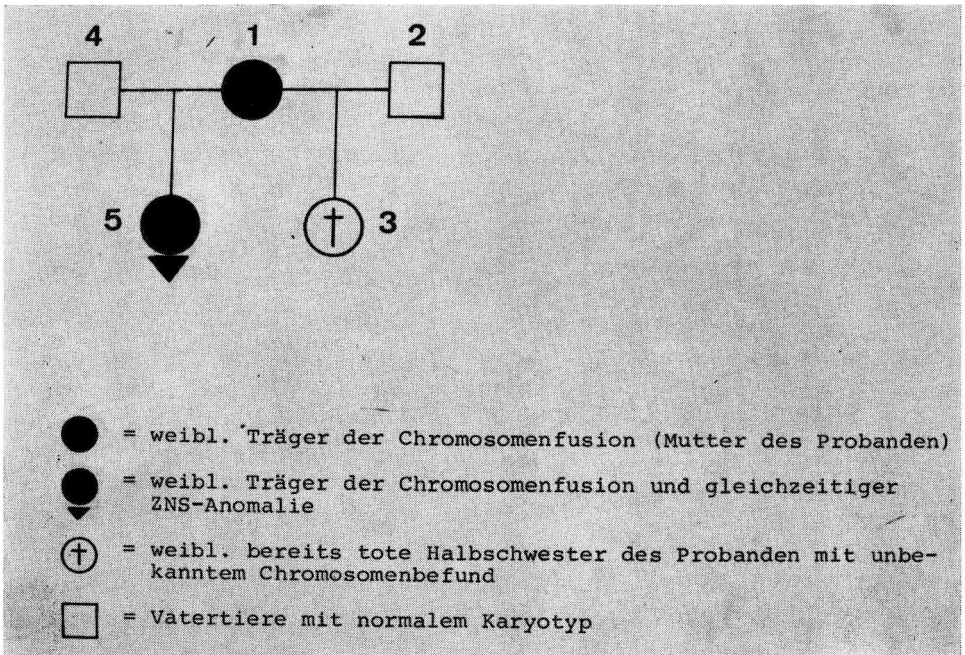 4 1 2
5 3
= weibl. Träger der Chromosomenfusion (Mutter des Probanden)
= weibl. Träger der Chromosomenfusion und gleichzeitiger
ZNS-Anomalie
= weibl. bereits tote Halbschwester des Probanden mit unbe-
kanntem Chromosomenbefund
= Vatertiere mit normalem Karyotyp